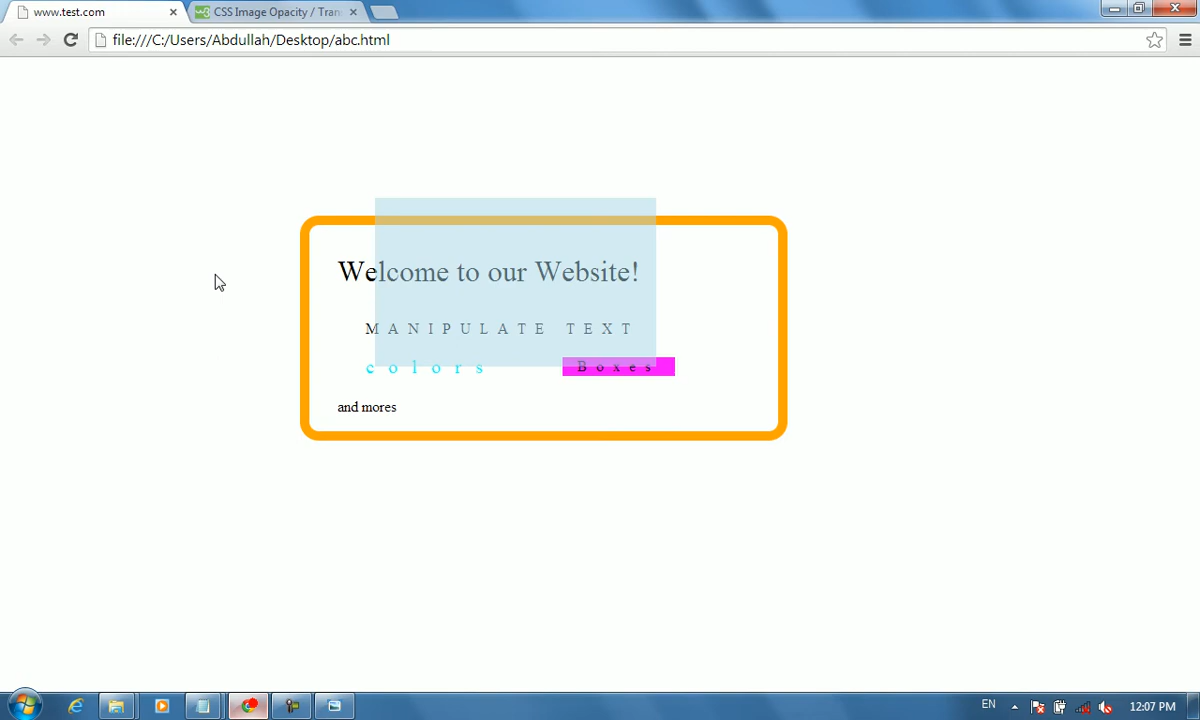 www.test.com
CSS Image Opacity / Tran
file:///C:/Users/Abdullah/Desktop/abc.html
Welcome to our Website!
MANIPULATE TEXT
colors Boxes
and mores
EN 12:07 PM